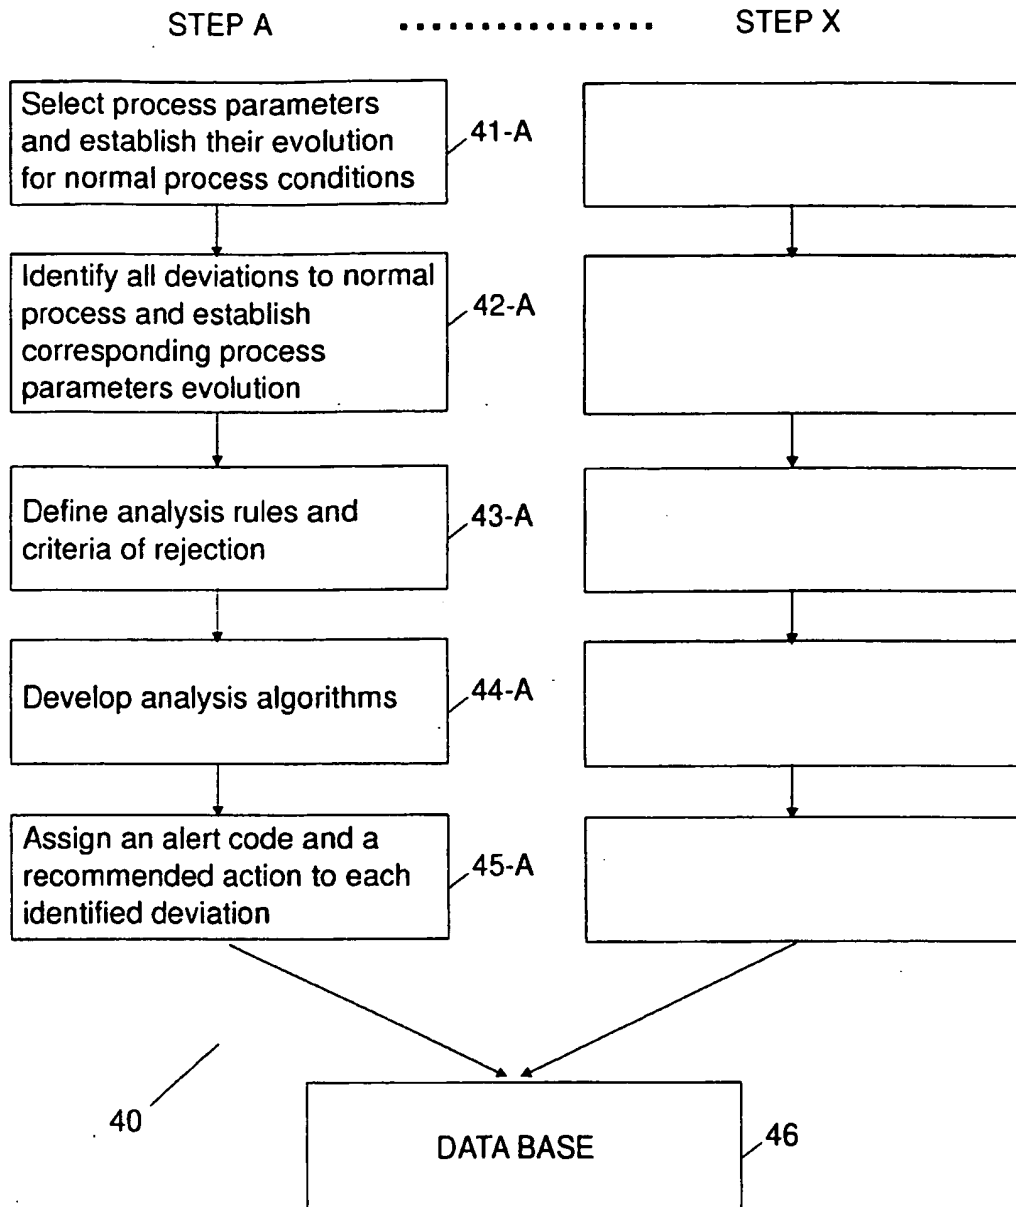 STEP A ................ STEP X
Select process parameters
and establish their evolution
for normal process conditions
41-A
Identify all deviations to normal
process and establish
corresponding process
parameters evolution
42-A
Define analysis rules and
criteria of rejection
43-A
Develop analysis algorithms
44-A
Assign an alert code and a
recommended action to each
identified deviation
45-A
40
DATA BASE
46